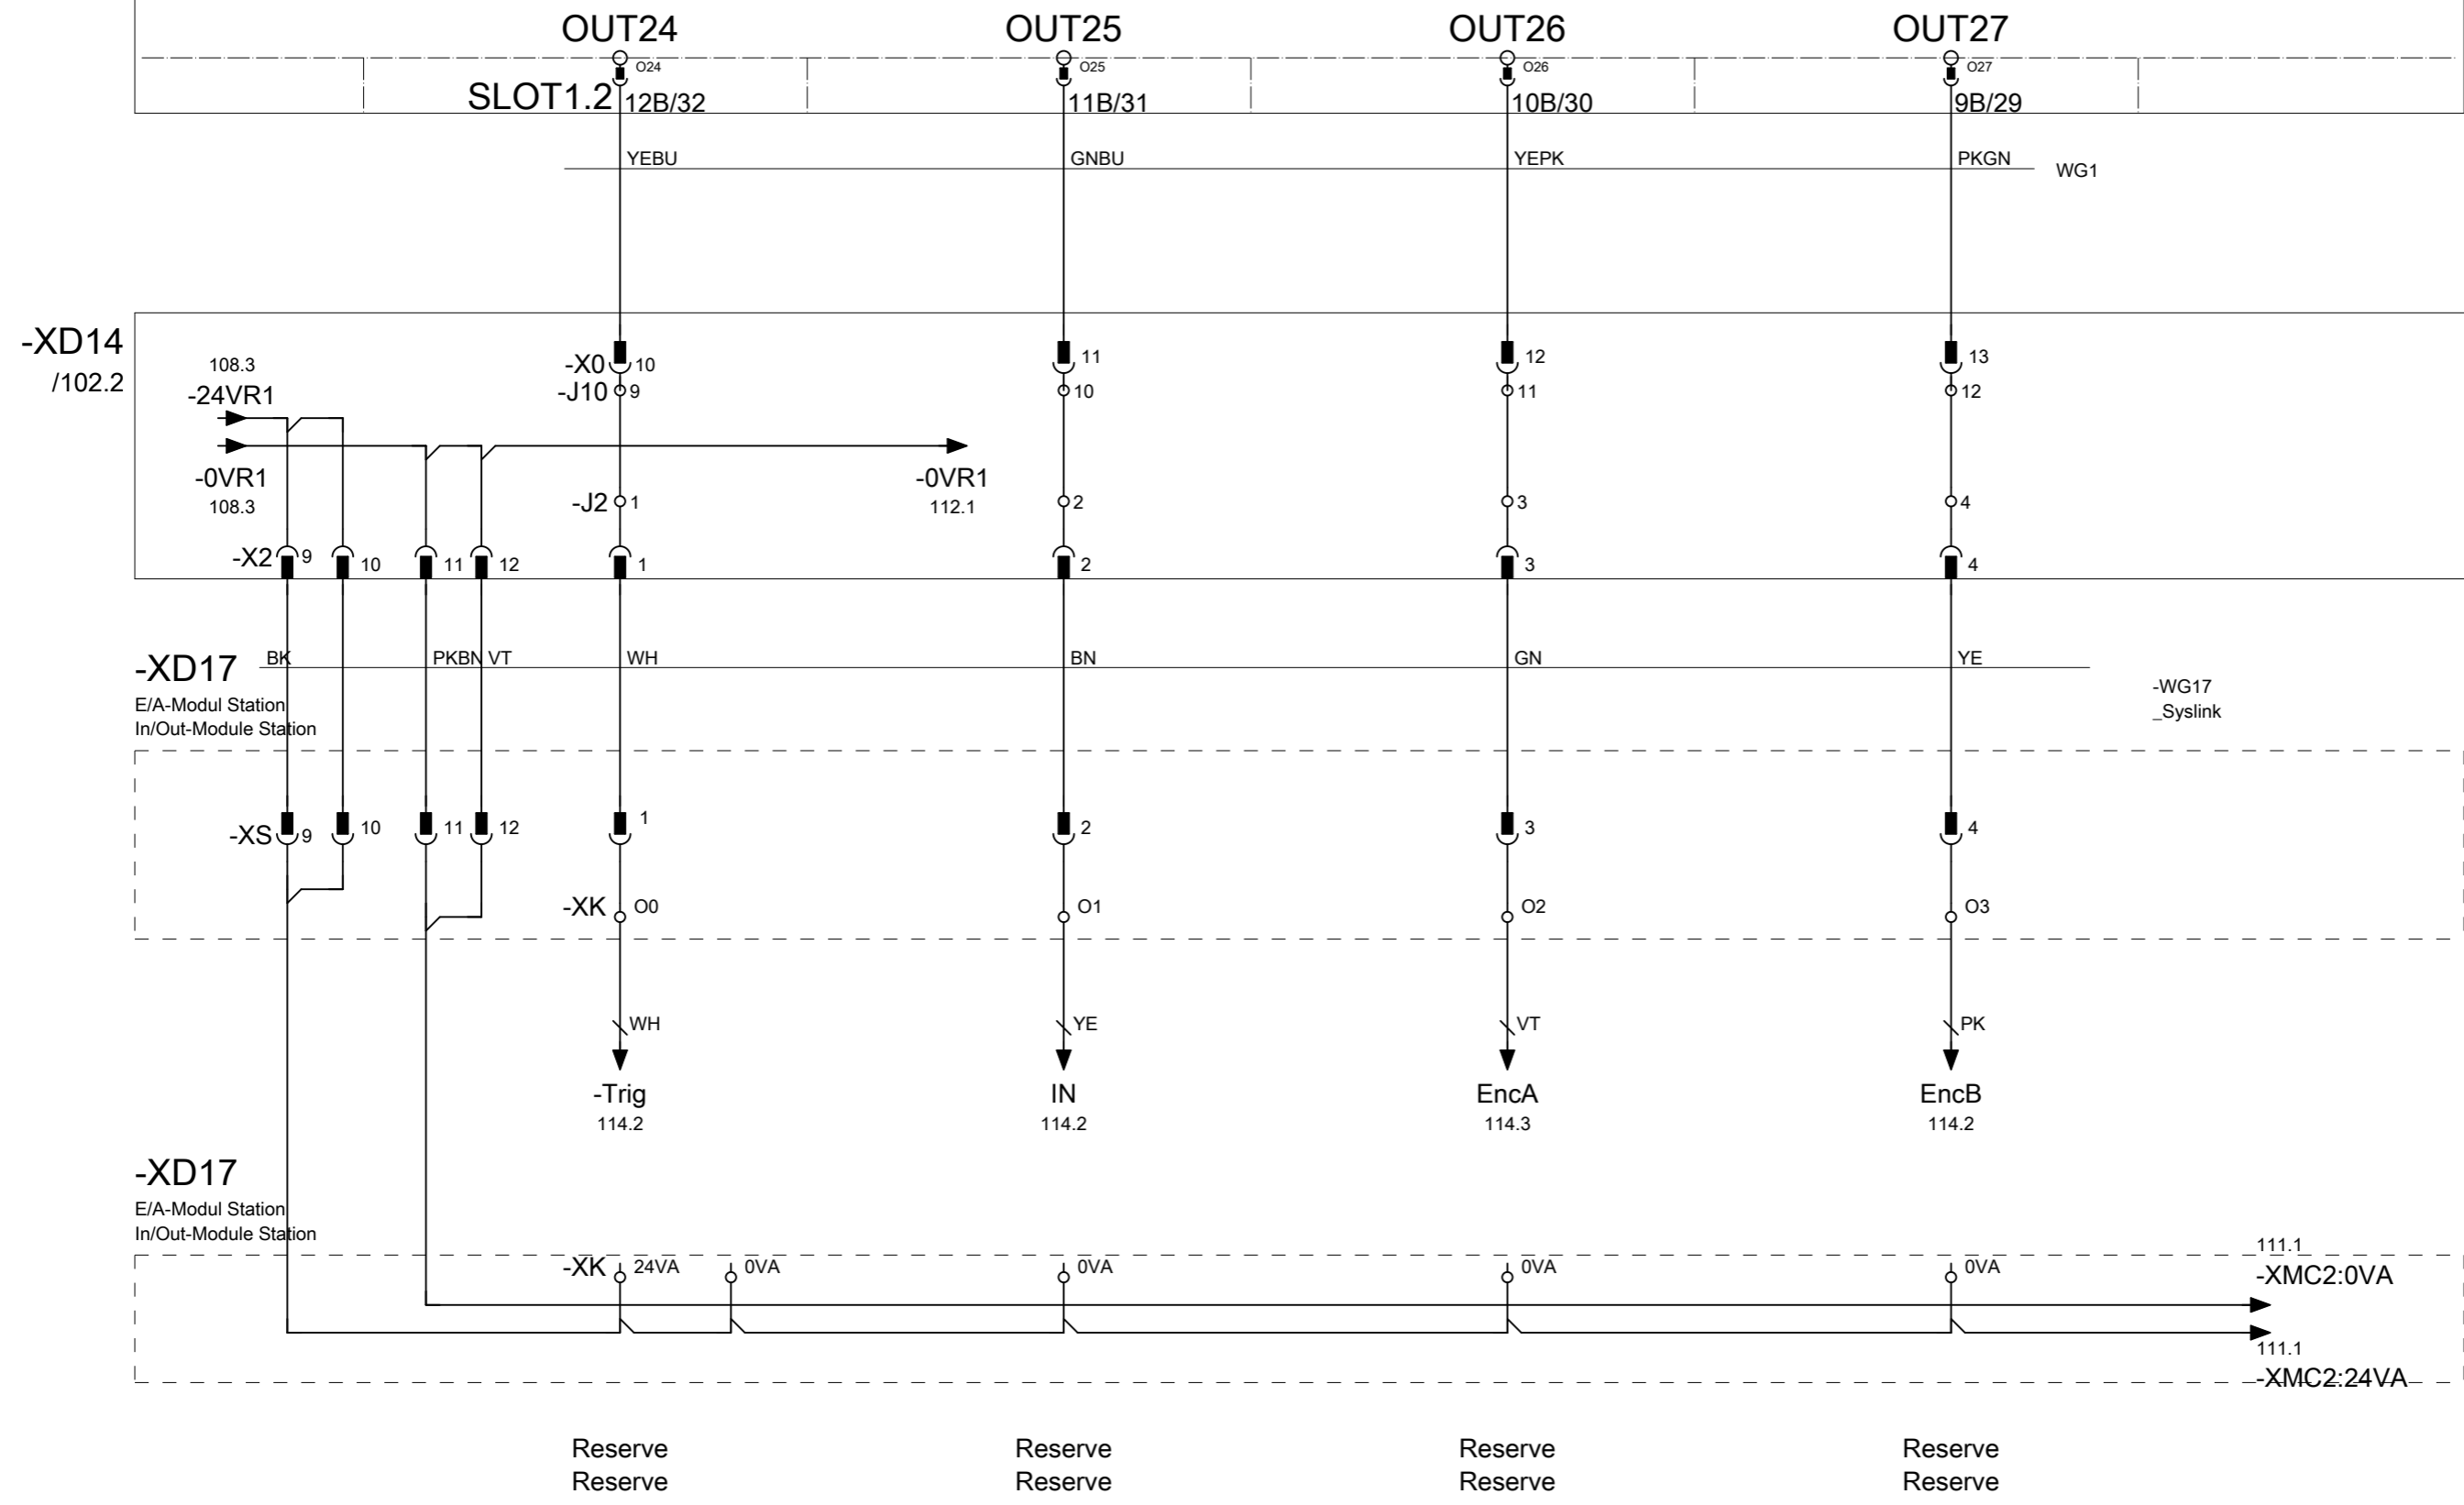 OUT24 OUT25 OUT26 OUT27
O24 O25 O26 O27
SLOT1.2 12B/32 11B/31 10B/30 9B/29
YEBU GNBU YEPK PKGN WG1
-XD14
/102.2
108.3
-24VR1
-X0 10 11 12 13
-J10 9 10 11 12
-0VR1
108.3
-0VR1
112.1
-J2 1 2 3 4
-X2 9 10 11 12 1 2 3 4
-XD17
E/A-Modul Station
In/Out-Module Station
BK PKBN VT WH BN GN YE
-WG17
_Syslink
-XS 9 10 11 12 1 2 3 4
-XK O0 O1 O2 O3
WH YE VT PK
-Trig IN EncA EncB
114.2 114.2 114.3 114.2
-XD17
E/A-Modul Station
In/Out-Module Station
-XK 24VA 0VA 0VA 0VA 0VA
111.1
-XMC2:0VA
111.1
-XMC2:24VA
Reserve Reserve Reserve Reserve
Reserve Reserve Reserve Reserve